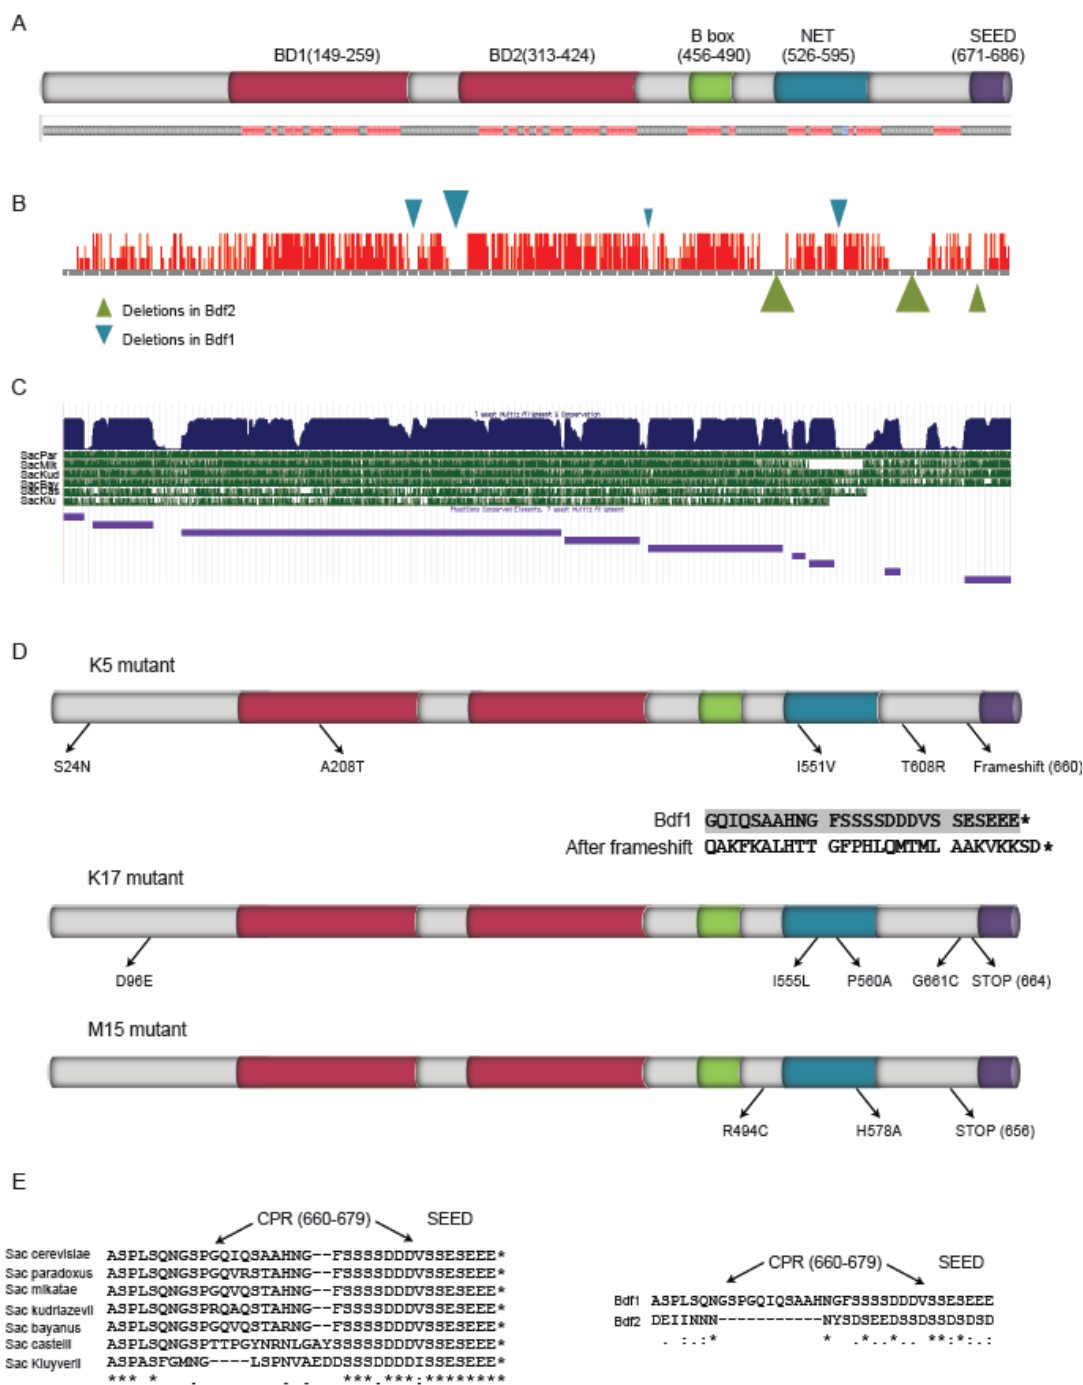 A
BD1(149-259)
BD2(313-424)
B box
(456-490)
NET
(526-595)
SEED
(671-686)
B
Deletions in Bdf2
Deletions in Bdf1
C
SacPar
SacMik
SacKud
SacBay
SacCas
SacKlu
D
K5 mutant
S24N
A208T
I551V
T608R
Frameshift (660)
Bdf1 GQIQSAAHNG FSSSSDDDVS SESEEE*
After frameshift QAKFKALHTT GFPHLQMTML AAKVKKSD*
K17 mutant
D96E
I555L
P560A
G661C
STOP (664)
M15 mutant
R494C
H578A
STOP (656)
E
CPR (660-679) SEED
Sac cerevisiae ASPLSQNGSPGQIQSAAHNG--FSSSSDDDVSSESEEE*
Sac paradoxus ASPLSQNGSPGQVRSTAHNG--FSSSSDDDVSSESEEE*
Sac mikatae ASPLSQNGSPGQVQSTAHNG--FSSSSDDDVSSESEEE*
Sac kudriazevii ASPLSQNGSPRQAQSTAHNG--FSSSSDDDVSSESEEE*
Sac bayanus ASPLSQNGSPGQVQSTARNG--FSSSSDDDVSSESEEE*
Sac castelli ASPLSQNGSPTTPGYNRNLGAYSSSSSDDDVSSESEEE*
Sac Kluyverii ASPASFGMNG----LSPNVAEDDSSSSDDDDISSESEEE*
*** * . . . ***.***:********
CPR (660-679) SEED
Bdf1 ASPLSQNGSPGQIQSAAHNGFSSSSDDDVSSESEEE
Bdf2 DEIINNN------------NYSDSEEDSSDSDSDSD
. .:.:* * .*..*.. **:*:.: